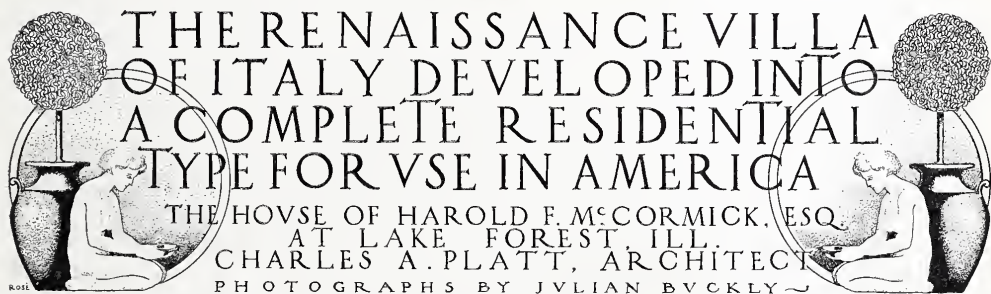 THE RENAISSANCE VILLA
OF ITALY DEVELOPED INTO
A COMPLETE RESIDENTIAL
TYPE FOR VSE IN AMERICA
THE HOVSE OF HAROLD F. McCORMICK, ESQ.
AT LAKE FOREST, ILL.
CHARLES A. PLATT, ARCHITECT
PHOTOGRAPHS BY JVLIAN BVCKLY
ROSÉ